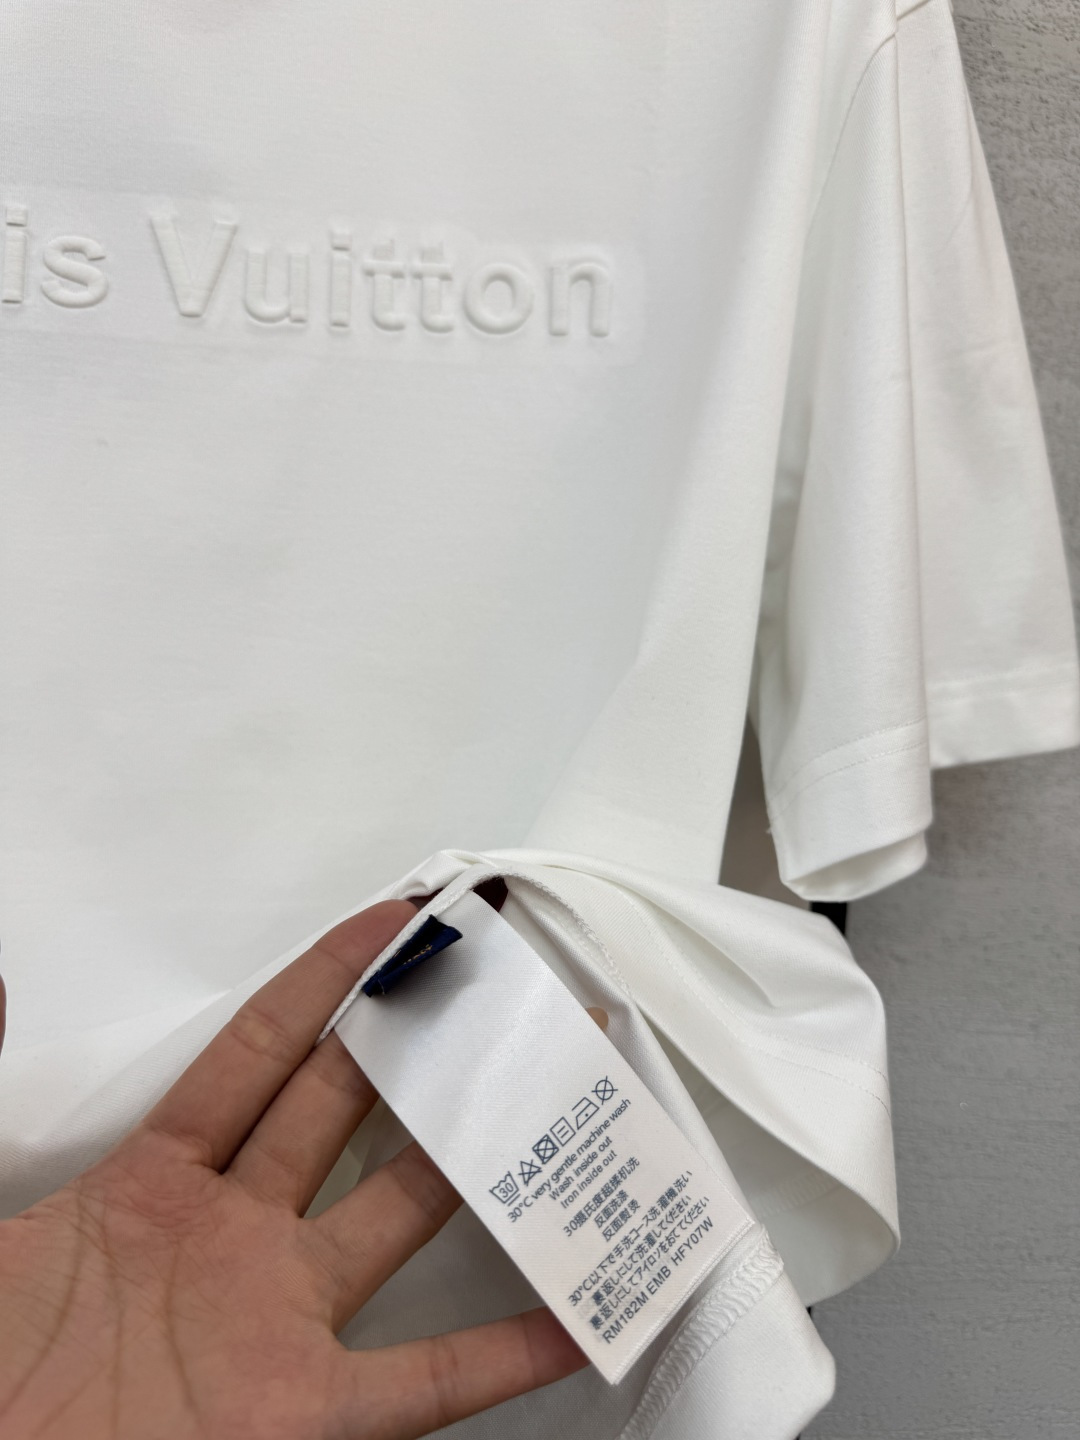 is Vuitton
30
30°C very gentle machine wash
Wash inside out
Iron inside out
30摄氏度超揉机洗
反面洗涤
反面熨烫
30℃以下で手洗コース洗濯機洗い
裏返しにして洗濯してください
裏返しにしてアイロンをおてください
RM182M EMB HFY07W